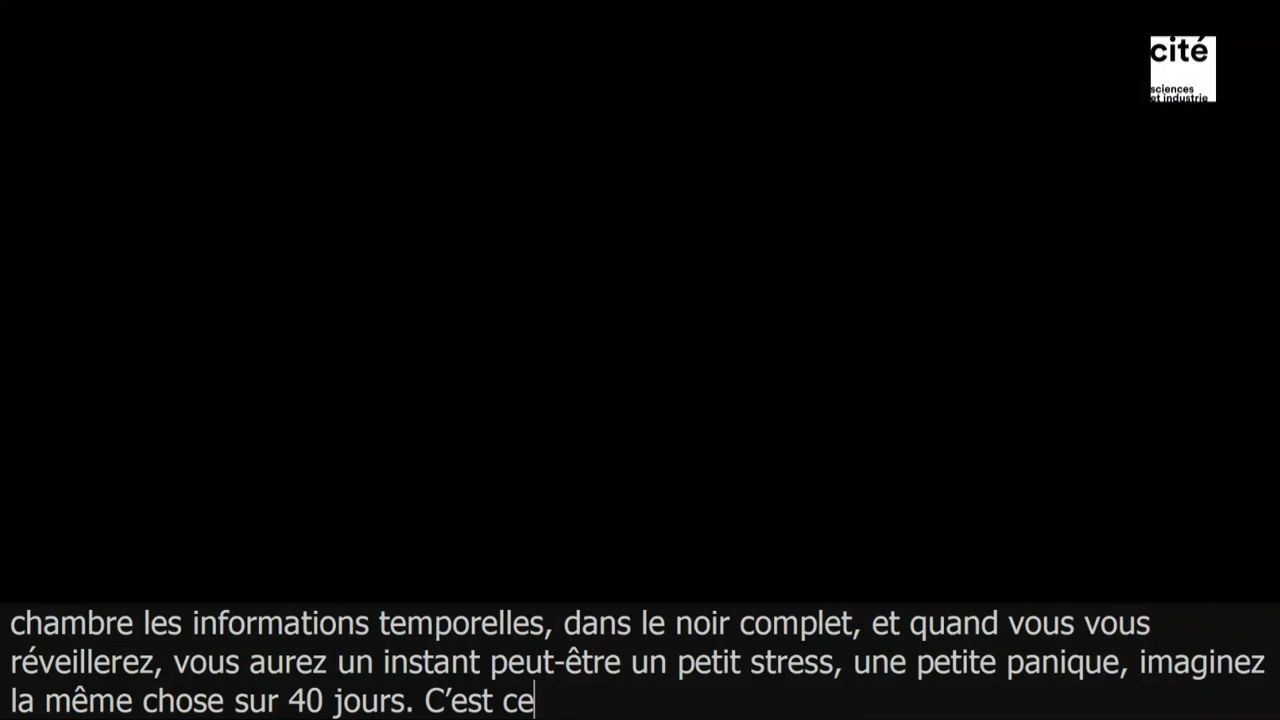 cité
sciences
et industrie
chambre les informations temporelles, dans le noir complet, et quand vous vous
réveillerez, vous aurez un instant peut-être un petit stress, une petite panique, imaginez
la même chose sur 40 jours. C’est ce